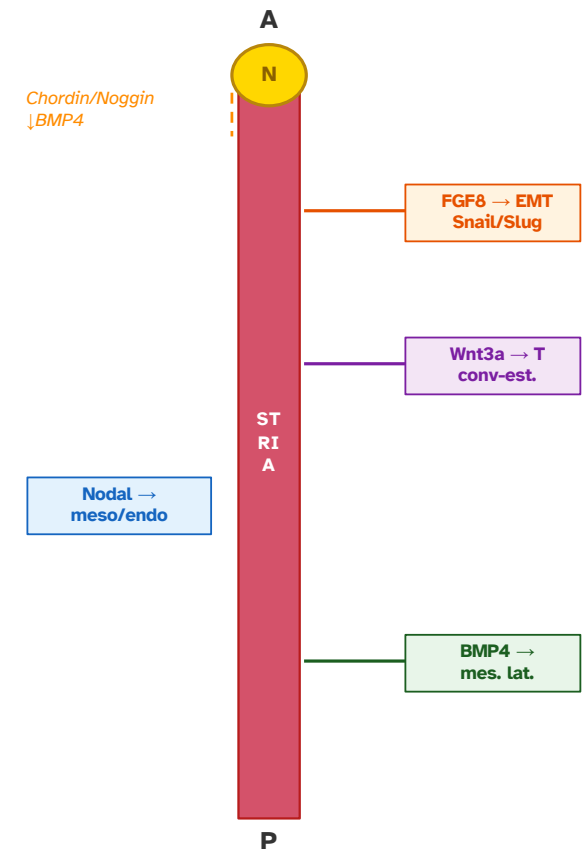 A
N
Chordin/Noggin
↓BMP4
FGF8 → EMT
Snail/Slug
Wnt3a → T
conv-est.
ST
RI
A
Nodal →
meso/endo
BMP4 →
mes. lat.
P